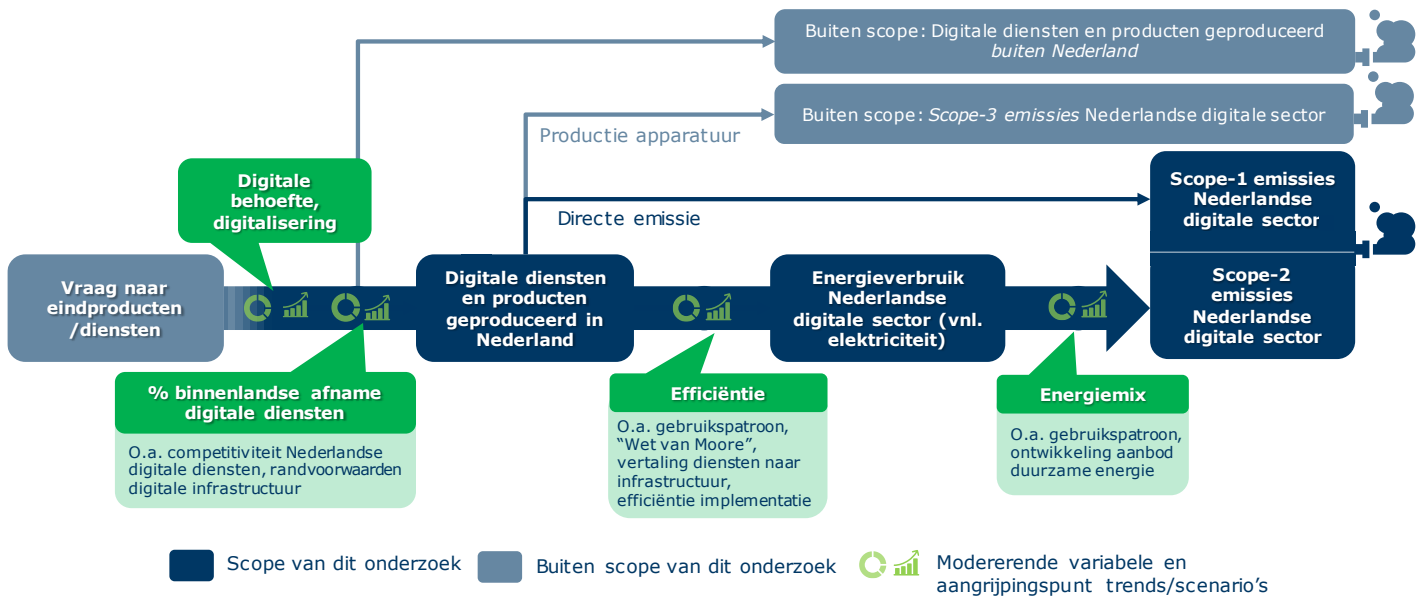 Buiten scope: Digitale diensten en producten geproduceerd
buiten Nederland
Buiten scope: Scope-3 emissies Nederlandse digitale sector
Productie apparatuur
Directe emissie
Scope-1 emissies
Nederlandse
digitale sector
Scope-2
emissies
Nederlandse
digitale sector
Digitale
behoefte,
digitalisering
Vraag naar
eindproducten
/diensten
Digitale diensten
en producten
geproduceerd in
Nederland
Energieverbruik
Nederlandse
digitale sector (vnl.
elektriciteit)
% binnenlandse afname
digitale diensten
O.a. competitiviteit Nederlandse
digitale diensten, randvoorwaarden
digitale infrastructuur
Efficiëntie
O.a. gebruikspatroon,
“Wet van Moore”,
vertaling diensten naar
infrastructuur,
efficiëntie implementatie
Energiemix
O.a. gebruikspatroon,
ontwikkeling aanbod
duurzame energie
Scope van dit onderzoek
Buiten scope van dit onderzoek
Modererende variabele en
aangrijpingspunt trends/scenario’s